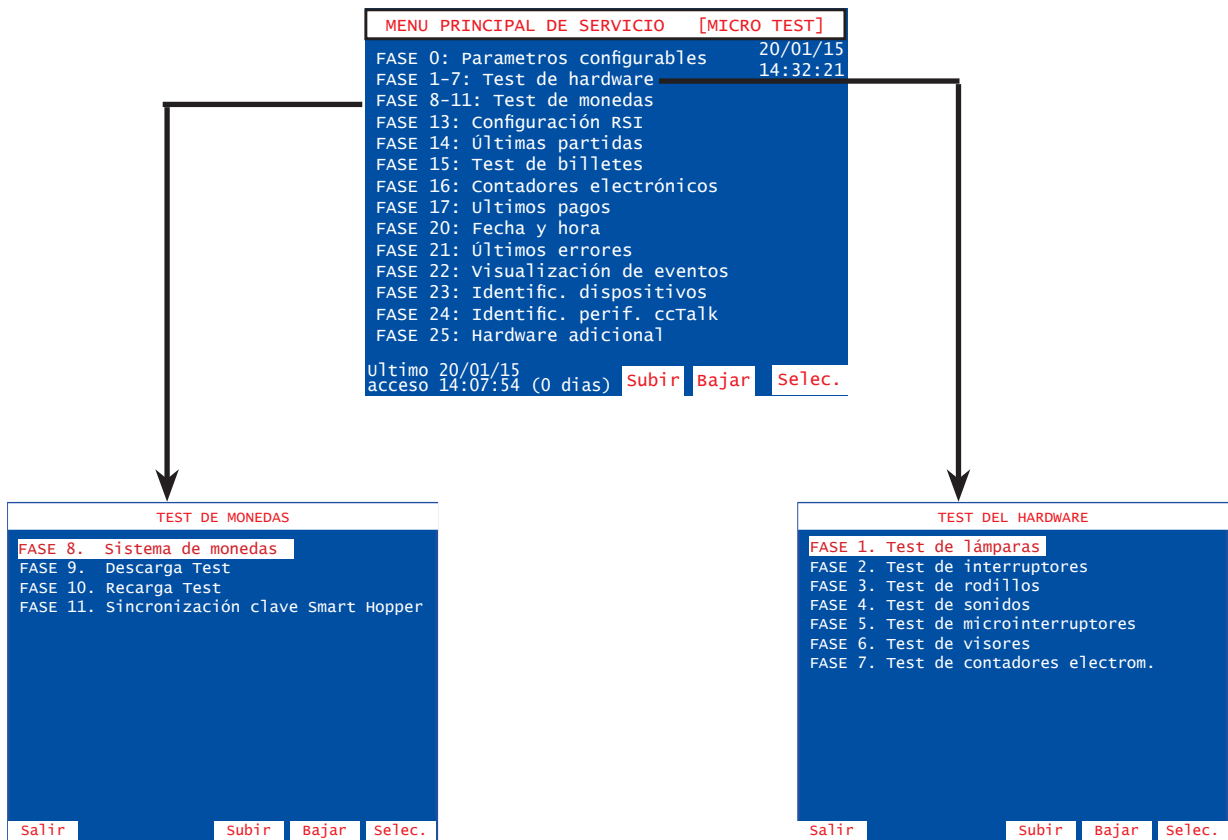 MENU PRINCIPAL DE SERVICIO [MICRO TEST]
20/01/15
14:32:21
FASE 0: Parametros configurables
FASE 1-7: Test de hardware
FASE 8-11: Test de monedas
FASE 13: Configuración RSI
FASE 14: Últimas partidas
FASE 15: Test de billetes
FASE 16: Contadores electrónicos
FASE 17: Ultimos pagos
FASE 20: Fecha y hora
FASE 21: Últimos errores
FASE 22: Visualización de eventos
FASE 23: Identific. dispositivos
FASE 24: Identific. perif. ccTalk
FASE 25: Hardware adicional
Ultimo 20/01/15
acceso 14:07:54 (0 dias) Subir Bajar Selec.
TEST DE MONEDAS
FASE 8. Sistema de monedas
FASE 9. Descarga Test
FASE 10. Recarga Test
FASE 11. Sincronización clave Smart Hopper
Salir Subir Bajar Selec.
TEST DEL HARDWARE
FASE 1. Test de lámparas
FASE 2. Test de interruptores
FASE 3. Test de rodillos
FASE 4. Test de sonidos
FASE 5. Test de microinterruptores
FASE 6. Test de visores
FASE 7. Test de contadores electrom.
Salir Subir Bajar Selec.